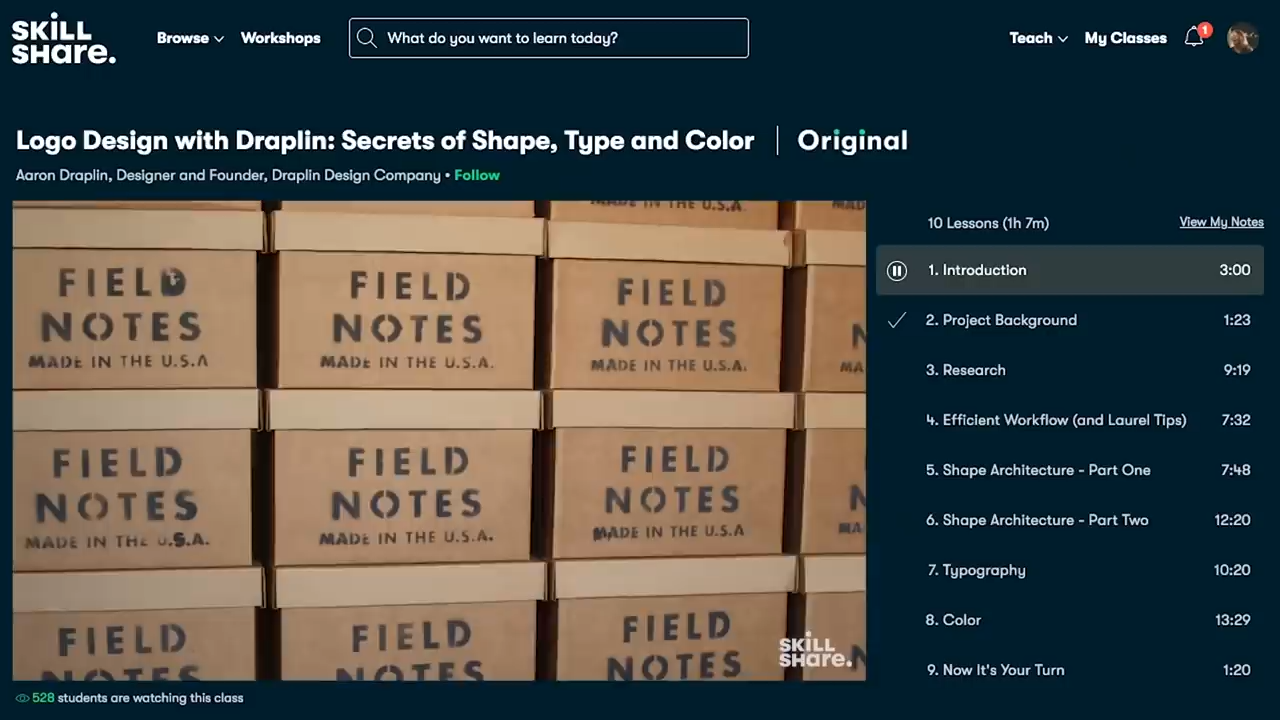 SKILL
SHARE.
Browse
Workshops
What do you want to learn today?
Teach
My Classes
1
Logo Design with Draplin: Secrets of Shape, Type and Color | Original
Aaron Draplin, Designer and Founder, Draplin Design Company • Follow
MADE IN THE U.S.A.
MAD
FIELD
NOTES
MADE IN THE U.S.A
FIELD
NOTES
MADE IN THE U.S.A.
FIELD
NOTES
MADE IN THE U.S.A.
N
MA
FIELD
NOTES
MADE IN THE U.S.A.
FIELD
NOTES
MADE IN THE U.S.A.
FIELD
NOTES
MADE IN THE U.S.A
N
MA
FIELD
NOTES
FIELD
NOTES
FIELD
NOTES
SKILL
SHARE.
528 students are watching this class
10 Lessons (1h 7m)
View My Notes
1. Introduction 3:00
2. Project Background 1:23
3. Research 9:19
4. Efficient Workflow (and Laurel Tips) 7:32
5. Shape Architecture - Part One 7:48
6. Shape Architecture - Part Two 12:20
7. Typography 10:20
8. Color 13:29
9. Now It's Your Turn 1:20